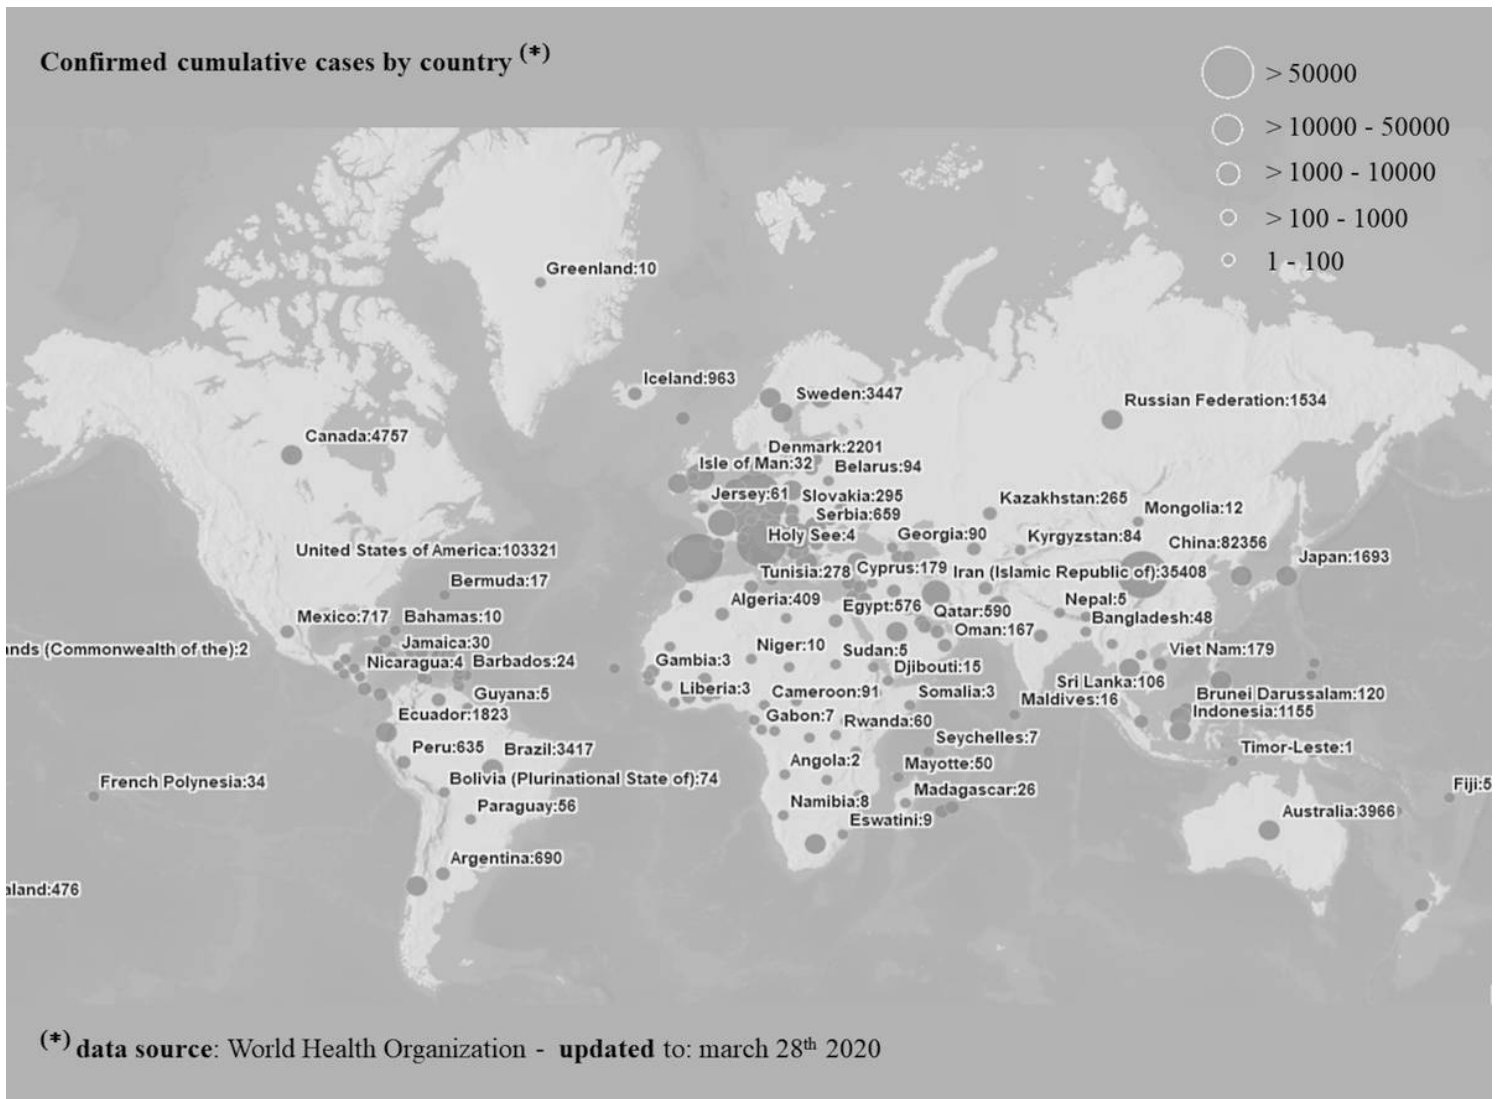 Confirmed cumulative cases by country (*)
> 50000
> 10000 - 50000
> 1000 - 10000
> 100 - 1000
1 - 100
Greenland:10
Iceland:963
Sweden:3447
Russian Federation:1534
Canada:4757
Denmark:2201
Isle of Man:32
Belarus:94
Jersey:61
Slovakia:295
Kazakhstan:265
Mongolia:12
Serbia:659
Holy See:4
Georgia:90
Kyrgyzstan:84
China:82356
United States of America:103321
Japan:1693
Bermuda:17
Tunisia:278
Cyprus:179
Iran (Islamic Republic of):35408
Algeria:409
Egypt:576
Qatar:590
Nepal:5
Mexico:717
Bahamas:10
Bangladesh:48
Oman:167
ands (Commonwealth of the):2
Jamaica:30
Niger:10
Sudan:5
Viet Nam:179
Nicaragua:4
Barbados:24
Gambia:3
Djibouti:15
Sri Lanka:106
Guyana:5
Liberia:3
Cameroon:91
Somalia:3
Maldives:16
Brunei Darussalam:120
Ecuador:1823
Gabon:7
Rwanda:60
Indonesia:1155
Peru:635
Brazil:3417
Seychelles:7
Timor-Leste:1
French Polynesia:34
Bolivia (Plurinational State of):74
Angola:2
Mayotte:50
Fiji:5
Paraguay:56
Namibia:8
Madagascar:26
Eswatini:9
Australia:3966
Argentina:690
aland:476
(*) data source: World Health Organization - updated to: march 28th 2020